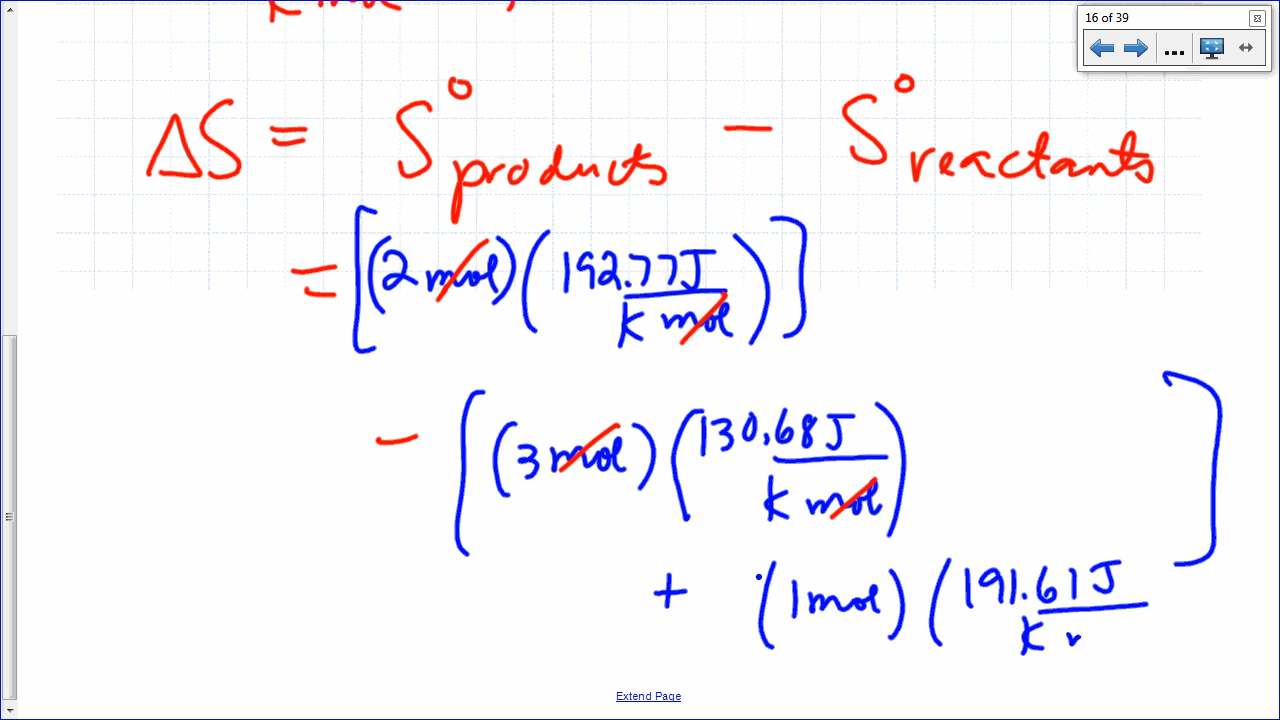 16 of 39
ΔS = S°products − S°reactants
= [(2 mol)(192.77 J / K mol)]
− [(3 mol)(130.68 J / K mol)
+ (1 mol)(191.61 J / K
Extend Page